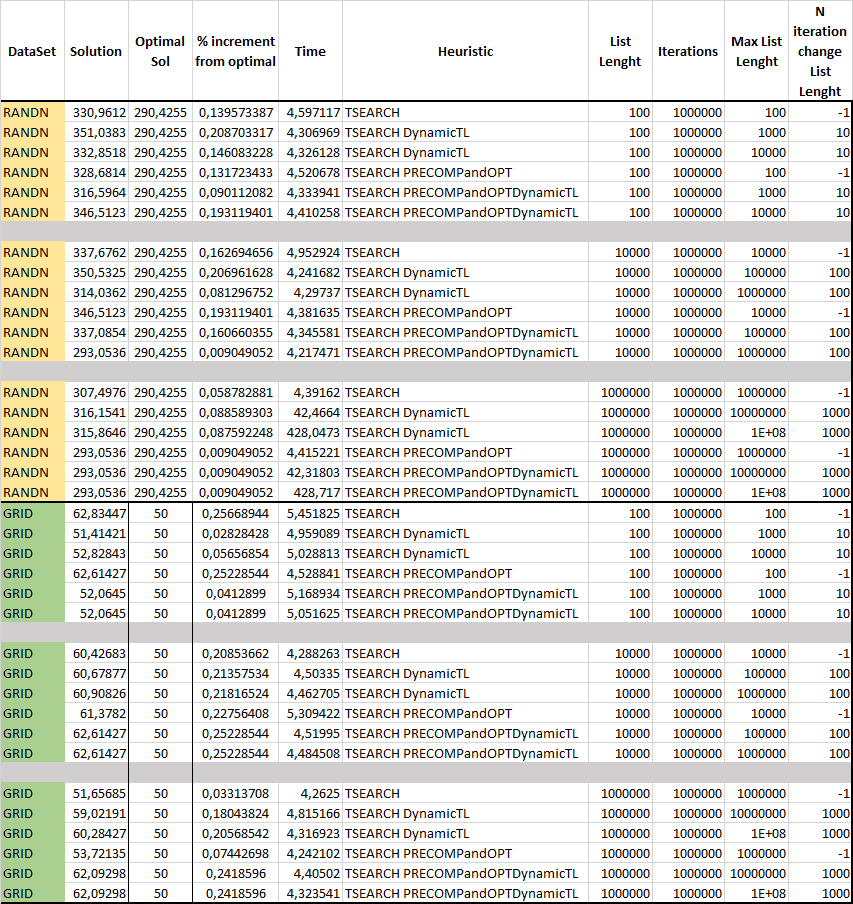 DataSet Solution Optimal Sol % increment from optimal Time Heuristic List Lenght Iterations Max List Lenght N iteration change List Lenght
RANDN 330,9612 290,4255 0,139573387 4,597117 TSEARCH 100 1000000 100 -1
RANDN 351,0383 290,4255 0,208703317 4,306969 TSEARCH DynamicTL 100 1000000 1000 10
RANDN 332,8518 290,4255 0,146083228 4,326128 TSEARCH DynamicTL 100 1000000 10000 10
RANDN 328,6814 290,4255 0,131723433 4,520678 TSEARCH PRECOMPandOPT 100 1000000 100 -1
RANDN 316,5964 290,4255 0,090112082 4,333941 TSEARCH PRECOMPandOPTDynamicTL 100 1000000 1000 10
RANDN 346,5123 290,4255 0,193119401 4,410258 TSEARCH PRECOMPandOPTDynamicTL 100 1000000 10000 10
RANDN 337,6762 290,4255 0,162694656 4,952924 TSEARCH 10000 1000000 10000 -1
RANDN 350,5325 290,4255 0,206961628 4,241682 TSEARCH DynamicTL 10000 1000000 100000 100
RANDN 314,0362 290,4255 0,081296752 4,29737 TSEARCH DynamicTL 10000 1000000 1000000 100
RANDN 346,5123 290,4255 0,193119401 4,381635 TSEARCH PRECOMPandOPT 10000 1000000 10000 -1
RANDN 337,0854 290,4255 0,160660355 4,345581 TSEARCH PRECOMPandOPTDynamicTL 10000 1000000 100000 100
RANDN 293,0536 290,4255 0,009049052 4,217471 TSEARCH PRECOMPandOPTDynamicTL 10000 1000000 1000000 100
RANDN 307,4976 290,4255 0,058782881 4,39162 TSEARCH 1000000 1000000 1000000 -1
RANDN 316,1541 290,4255 0,088589303 42,4664 TSEARCH DynamicTL 1000000 1000000 10000000 1000
RANDN 315,8646 290,4255 0,087592248 428,0473 TSEARCH DynamicTL 1000000 1000000 1E+08 1000
RANDN 293,0536 290,4255 0,009049052 4,415221 TSEARCH PRECOMPandOPT 1000000 1000000 1000000 -1
RANDN 293,0536 290,4255 0,009049052 42,31803 TSEARCH PRECOMPandOPTDynamicTL 1000000 1000000 10000000 1000
RANDN 293,0536 290,4255 0,009049052 428,717 TSEARCH PRECOMPandOPTDynamicTL 1000000 1000000 1E+08 1000
GRID 62,83447 50 0,25668944 5,451825 TSEARCH 100 1000000 100 -1
GRID 51,41421 50 0,02828428 4,959089 TSEARCH DynamicTL 100 1000000 1000 10
GRID 52,82843 50 0,05656854 5,028813 TSEARCH DynamicTL 100 1000000 10000 10
GRID 62,61427 50 0,25228544 4,528841 TSEARCH PRECOMPandOPT 100 1000000 100 -1
GRID 52,0645 50 0,0412899 5,168934 TSEARCH PRECOMPandOPTDynamicTL 100 1000000 1000 10
GRID 52,0645 50 0,0412899 5,051625 TSEARCH PRECOMPandOPTDynamicTL 100 1000000 10000 10
GRID 60,42683 50 0,20853662 4,288263 TSEARCH 10000 1000000 10000 -1
GRID 60,67877 50 0,21357534 4,50335 TSEARCH DynamicTL 10000 1000000 100000 100
GRID 60,90826 50 0,21816524 4,462705 TSEARCH DynamicTL 10000 1000000 1000000 100
GRID 61,3782 50 0,22756408 5,309422 TSEARCH PRECOMPandOPT 10000 1000000 10000 -1
GRID 62,61427 50 0,25228544 4,51995 TSEARCH PRECOMPandOPTDynamicTL 10000 1000000 100000 100
GRID 62,61427 50 0,25228544 4,484508 TSEARCH PRECOMPandOPTDynamicTL 10000 1000000 1000000 100
GRID 51,65685 50 0,03313708 4,2625 TSEARCH 1000000 1000000 1000000 -1
GRID 59,02191 50 0,18043824 4,815166 TSEARCH DynamicTL 1000000 1000000 10000000 1000
GRID 60,28427 50 0,20568542 4,316923 TSEARCH DynamicTL 1000000 1000000 1E+08 1000
GRID 53,72135 50 0,07442698 4,242102 TSEARCH PRECOMPandOPT 1000000 1000000 1000000 -1
GRID 62,09298 50 0,2418596 4,40502 TSEARCH PRECOMPandOPTDynamicTL 1000000 1000000 10000000 1000
GRID 62,09298 50 0,2418596 4,323541 TSEARCH PRECOMPandOPTDynamicTL 1000000 1000000 1E+08 1000